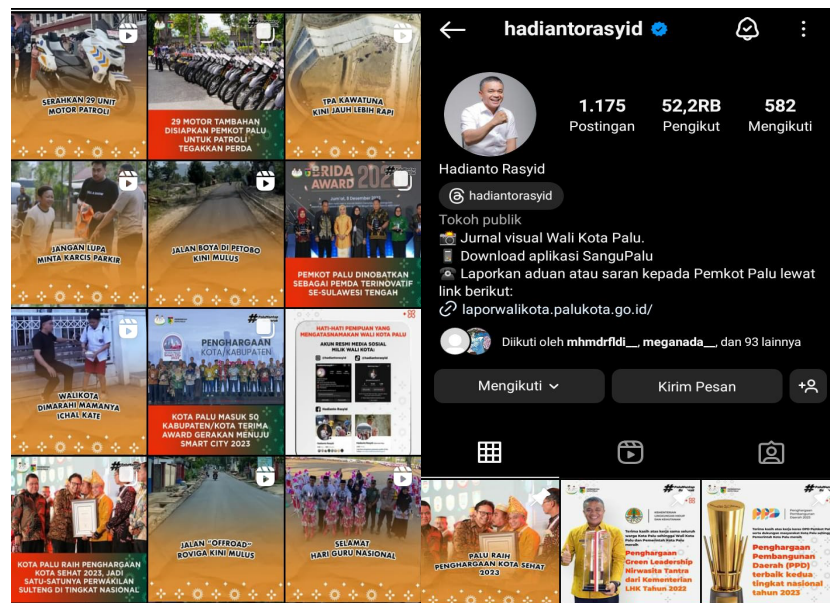 SERAHKAN 29 UNIT
MOTOR PATROLI
29 MOTOR TAMBAHAN
DISIAPKAN PEMKOT PALU
UNTUK PATROLI
TEGAKKAN PERDA
TPA KAWATUNA
KINI JAUH LEBIH RAPI
JANGAN LUPA
MINTA KARCIS PARKIR
JALAN BOYA DI PETOBO
KINI MULUS
BRIDA
AWARD
PEMKOT PALU DINOBATKAN
SEBAGAI PEMDA TERINOVATIF
SE-SULAWESI TENGAH
WALIKOTA
DIMARAHI MAMANYA
ICHAL KATE
PENGHARGAAN
KOTA/KABUPATEN
KOTA PALU MASUK 50
KABUPATEN/KOTA TERIMA
AWARD GERAKAN MENUJU
SMART CITY 2023
HATI-HATI PENIPUAN YANG
MENGATASNAMAKAN WALI KOTA PALU
AKUN RESMI MEDIA SOSIAL
MILIK WALI KOTA:
KOTA PALU RAIH PENGHARGAAN
KOTA SEHAT 2023, JADI
SATU-SATUNYA PERWAKILAN
SULTENG DI TINGKAT NASIONAL
JALAN "OFFROAD"
ROVIGA KINI MULUS
SELAMAT
HARI GURU NASIONAL
hadiantorasyid
1.175 52,2RB 582
Postingan Pengikut Mengikuti
Hadianto Rasyid
hadiantorasyid
Tokoh publik
Jurnal visual Wali Kota Palu.
Download aplikasi SanguPalu
Laporkan aduan atau saran kepada Pemkot Palu lewat
link berikut:
laporwalikota.palukota.go.id/
Diikuti oleh mhmdrfldi__, meganada__, dan 93 lainnya
Mengikuti Kirim Pesan
PALU RAIH
PENGHARGAAN KOTA SEHAT
2023
Penghargaan
Green Leadership
Nirwasita Tantra
dari Kementerian
LHK Tahun 2022
Penghargaan
Pembangunan
Daerah (PPD)
terbaik kedua
tingkat nasional
tahun 2023